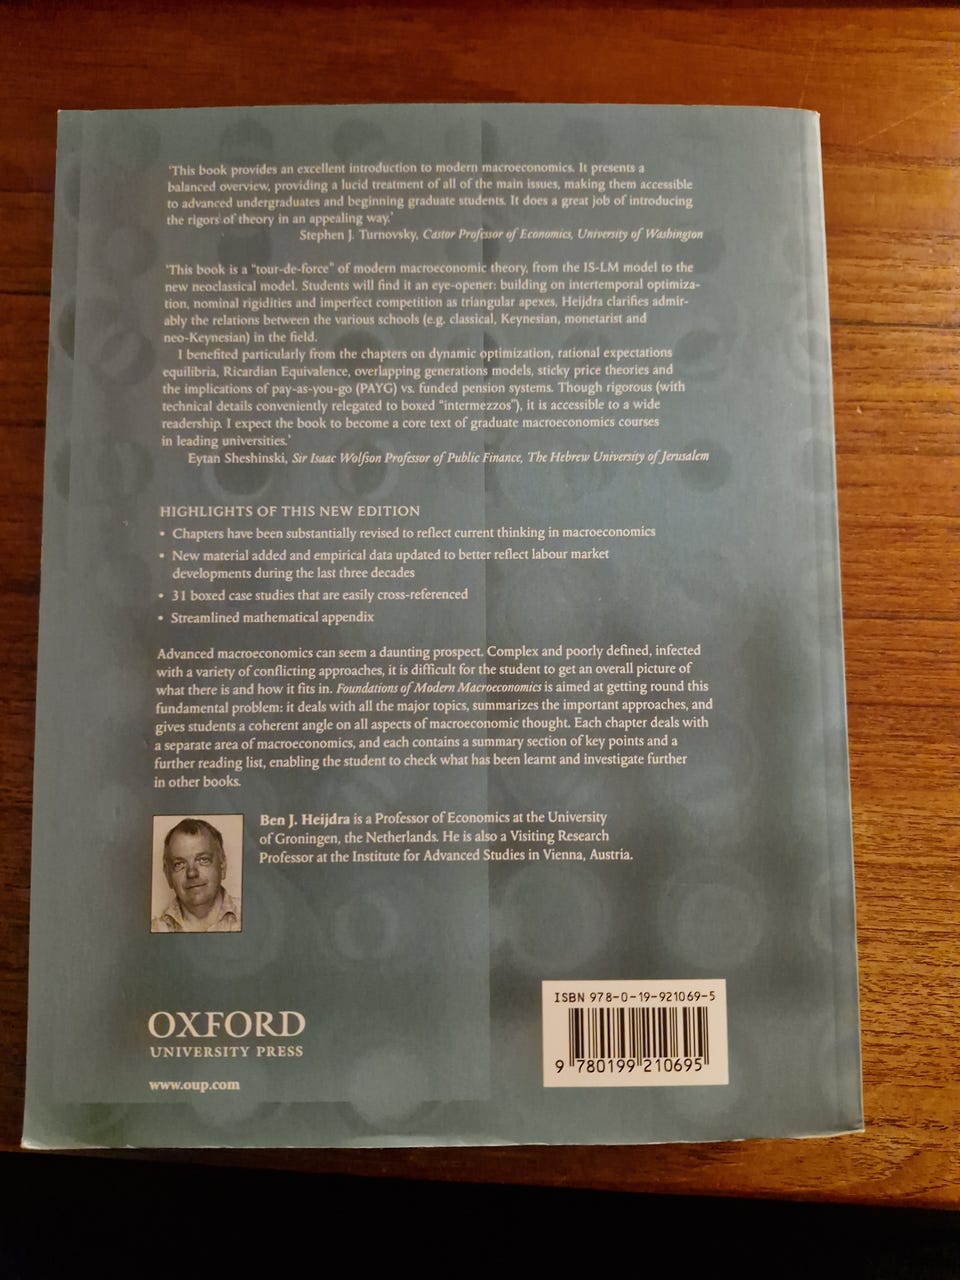 'This book provides an excellent introduction to modern macroeconomics. It presents a
balanced overview, providing a lucid treatment of all of the main issues, making them accessible
to advanced undergraduates and beginning graduate students. It does a great job of introducing
the rigors of theory in an appealing way.'
Stephen J. Turnovsky, Castor Professor of Economics, University of Washington
'This book is a "tour-de-force" of modern macroeconomic theory, from the IS-LM model to the
new neoclassical model. Students will find it an eye-opener: building on intertemporal optimiza-
tion, nominal rigidities and imperfect competition as triangular apexes, Heijdra clarifies admir-
ably the relations between the various schools (e.g. classical, Keynesian, monetarist and
neo-Keynesian) in the field.
I benefited particularly from the chapters on dynamic optimization, rational expectations
equilibria, Ricardian Equivalence, overlapping generations models, sticky price theories and
the implications of pay-as-you-go (PAYG) vs. funded pension systems. Though rigorous (with
technical details conveniently relegated to boxed "intermezzos"), it is accessible to a wide
readership. I expect the book to become a core text of graduate macroeconomics courses
in leading universities.'
Eytan Sheshinski, Sir Isaac Wolfson Professor of Public Finance, The Hebrew University of Jerusalem
HIGHLIGHTS OF THIS NEW EDITION
• Chapters have been substantially revised to reflect current thinking in macroeconomics
• New material added and empirical data updated to better reflect labour market
developments during the last three decades
• 31 boxed case studies that are easily cross-referenced
• Streamlined mathematical appendix
Advanced macroeconomics can seem a daunting prospect. Complex and poorly defined, infected
with a variety of conflicting approaches, it is difficult for the student to get an overall picture of
what there is and how it fits in. Foundations of Modern Macroeconomics is aimed at getting round this
fundamental problem: it deals with all the major topics, summarizes the important approaches, and
gives students a coherent angle on all aspects of macroeconomic thought. Each chapter deals with
a separate area of macroeconomics, and each contains a summary section of key points and a
further reading list, enabling the student to check what has been learnt and investigate further
in other books.
Ben J. Heijdra is a Professor of Economics at the University
of Groningen, the Netherlands. He is also a Visiting Research
Professor at the Institute for Advanced Studies in Vienna, Austria.
OXFORD
UNIVERSITY PRESS
www.oup.com
ISBN 978-0-19-921069-5
9 780199 210695